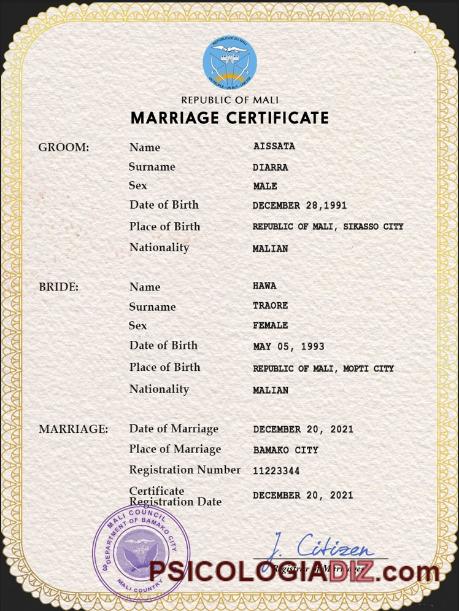 REPUBLIC OF MALI
MARRIAGE CERTIFICATE
GROOM: Name AISSATA
Surname DIARRA
Sex MALE
Date of Birth DECEMBER 28,1991
Place of Birth REPUBLIC OF MALI, SIKASSO CITY
Nationality MALIAN
BRIDE: Name HAWA
Surname TRAORE
Sex FEMALE
Date of Birth MAY 05, 1993
Place of Birth REPUBLIC OF MALI, MOPTI CITY
Nationality MALIAN
MARRIAGE: Date of Marriage DECEMBER 20, 2021
Place of Marriage BAMAKO CITY
Registration Number 11223344
Certificate
Registration Date DECEMBER 20, 2021
MALI COUNCIL
DEPARTMENT OF BAMAKO CITY
MALI COUNTRY
J. Citizen
PSICOLOGIADIZ.com